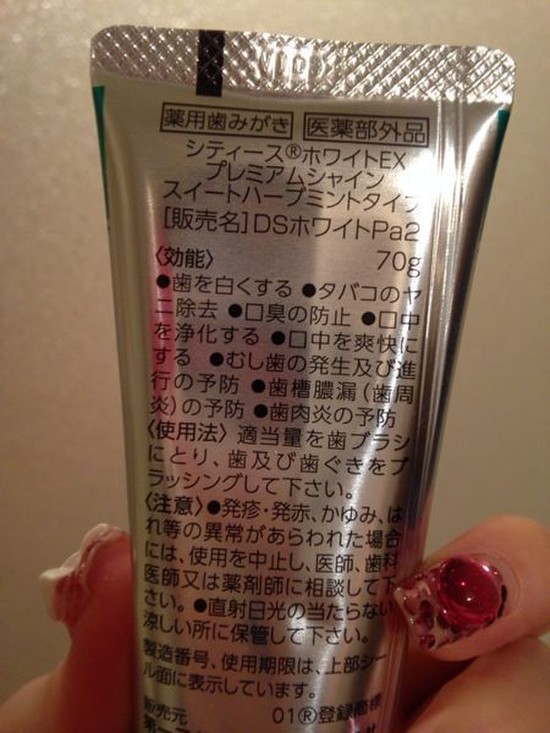 薬用歯みがき 医薬部外品
シティース®ホワイトEX
プレミアムシャイン
スイートハーブミントタイプ
[販売名]DSホワイトPa2
〈効能〉 70g
●歯を白くする ●タバコのヤ
ニ除去 ●口臭の防止 ●口中
を浄化する ●口中を爽快に
する ●むし歯の発生及び進
行の予防 ●歯槽膿漏(歯周
炎)の予防 ●歯肉炎の予防
〈使用法〉適当量を歯ブラシ
にとり、歯及び歯ぐきをブ
ラッシングして下さい。
〈注意〉●発疹・発赤、かゆみ、は
れ等の異常があらわれた場合
には、使用を中止し、医師、歯科
医師又は薬剤師に相談して下
さい。●直射日光の当たらない
涼しい所に保管して下さい。
製造番号、使用期限は、上部シー
ル面に表示しています。
販売元 01®登録商標